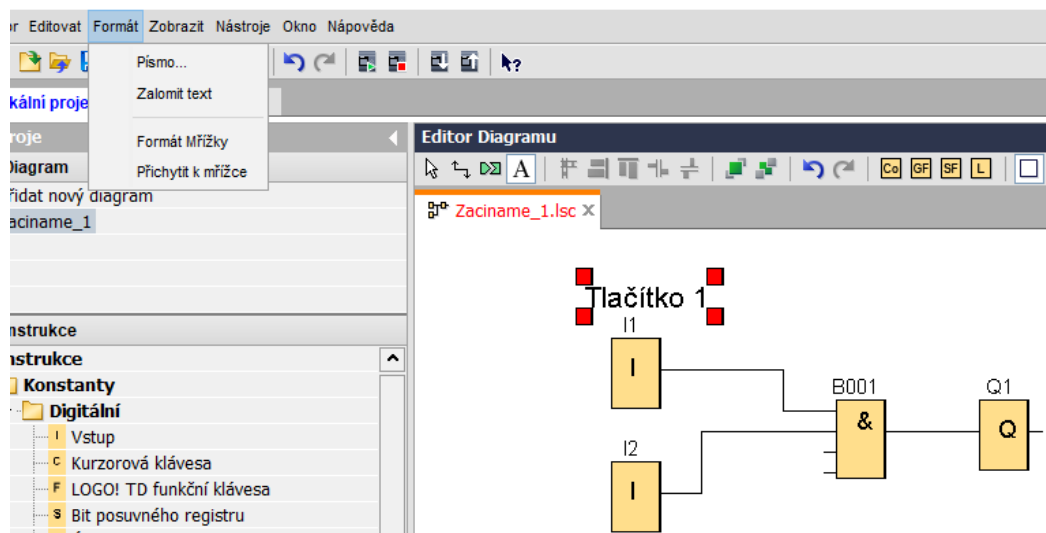 or Editovat Formát Zobrazit Nástroje Okno Nápověda
Písmo...
Zalomit text
Formát Mřížky
Přichytit k mřížce
kální proje
roje
Diagram
řidat nový diagram
aciname_1
nstrukce
nstrukce
Konstanty
Digitální
I Vstup
C Kurzorová klávesa
F LOGO! TD funkční klávesa
S Bit posuvného registru
Editor Diagramu
A Co GF SF L
Zaciname_1.lsc
Tlačítko 1
I1
I
B001
&
Q1
Q
I2
I